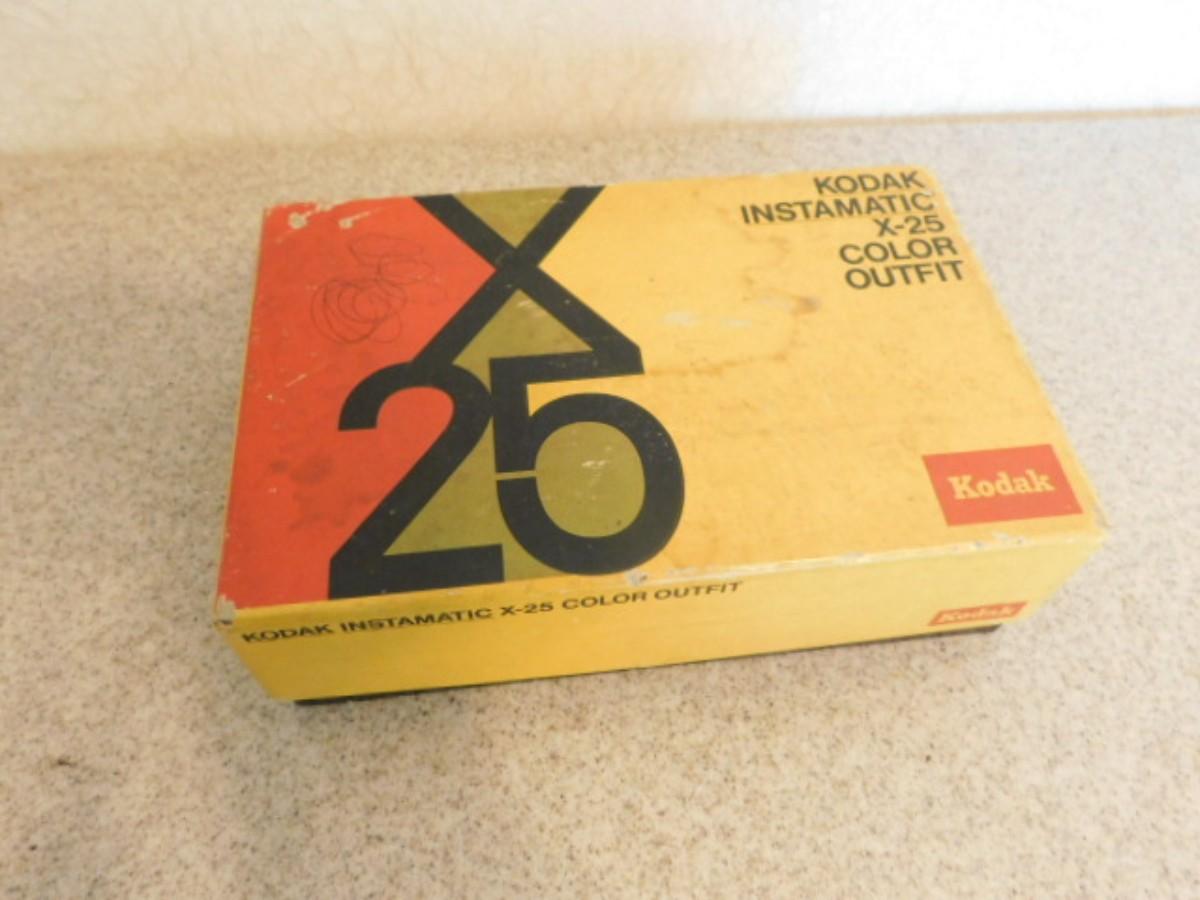 X
25
KODAK
INSTAMATIC
X-25
COLOR
OUTFIT
Kodak
KODAK INSTAMATIC X-25 COLOR OUTFIT
Kodak